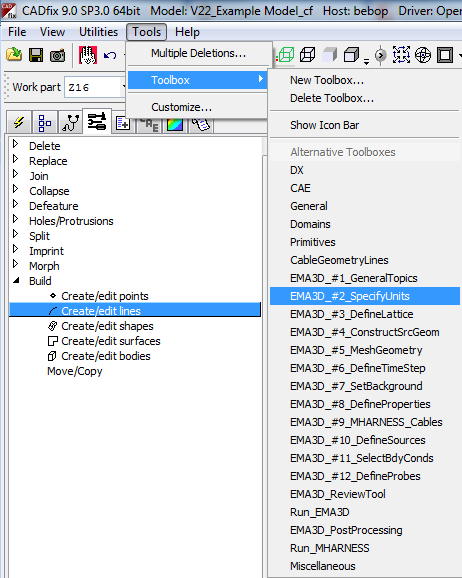 CADfix 9.0 SP3.0 64bit Model: V22_Example Model_cf Host: bebop Driver: Oper
File View Utilities Tools Help
Multiple Deletions...
Toolbox
Customize...
Work part Z16
Delete
Replace
Join
Collapse
Defeature
Holes/Protrusions
Split
Imprint
Morph
Build
Create/edit points
Create/edit lines
Create/edit shapes
Create/edit surfaces
Create/edit bodies
Move/Copy
New Toolbox...
Delete Toolbox...
Show Icon Bar
Alternative Toolboxes
DX
CAE
General
Domains
Primitives
CableGeometryLines
EMA3D_#1_GeneralTopics
EMA3D_#2_SpecifyUnits
EMA3D_#3_DefineLattice
EMA3D_#4_ConstructSrcGeom
EMA3D_#5_MeshGeometry
EMA3D_#6_DefineTimeStep
EMA3D_#7_SetBackground
EMA3D_#8_DefineProperties
EMA3D_#9_MHARNESS_Cables
EMA3D_#10_DefineSources
EMA3D_#11_SelectBdyConds
EMA3D_#12_DefineProbes
EMA3D_ReviewTool
Run_EMA3D
EMA3D_PostProcessing
Run_MHARNESS
Miscellaneous